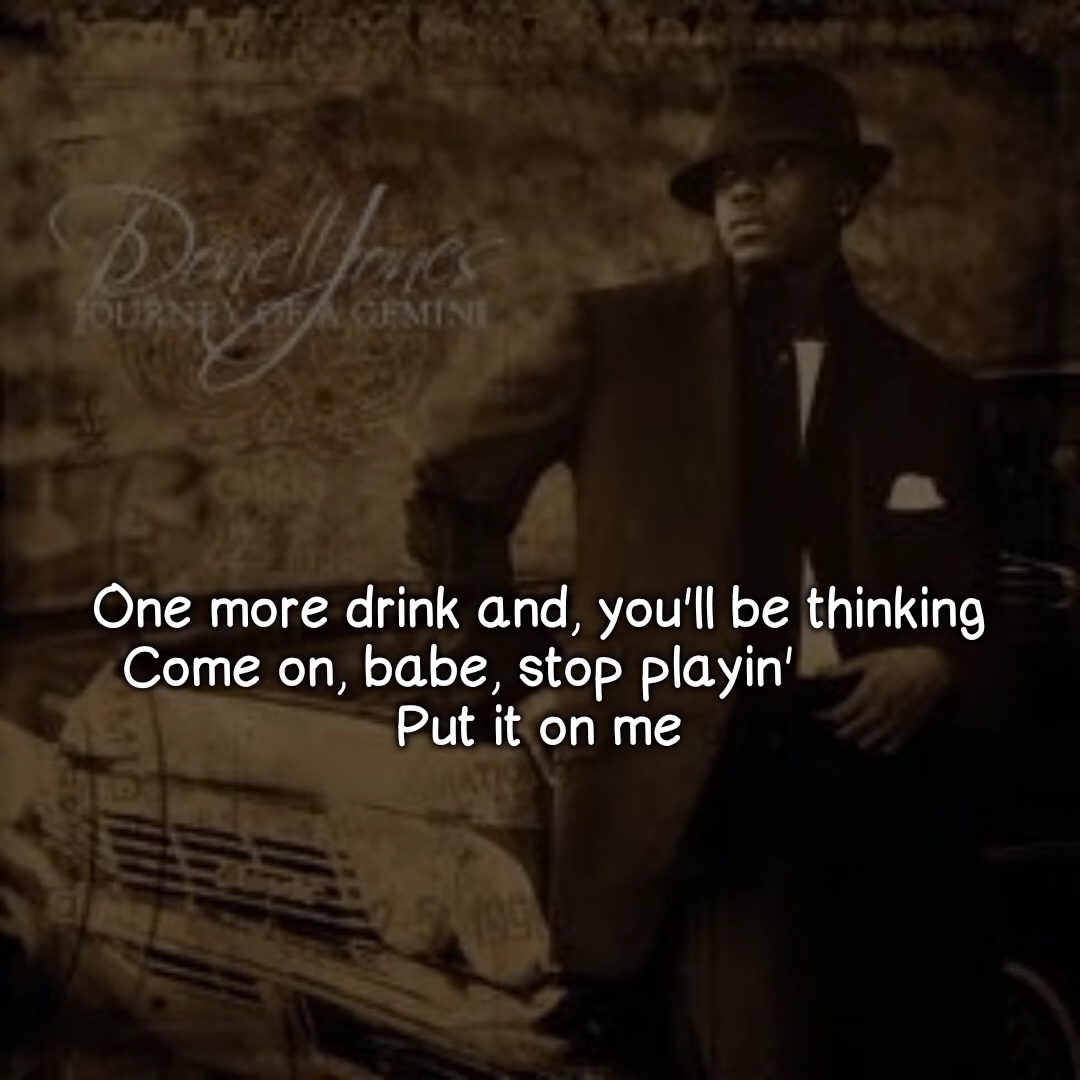 Donell Jones
JOURNEY OF A GEMINI
One more drink and, you'll be thinking
Come on, babe, stop playin'
Put it on me